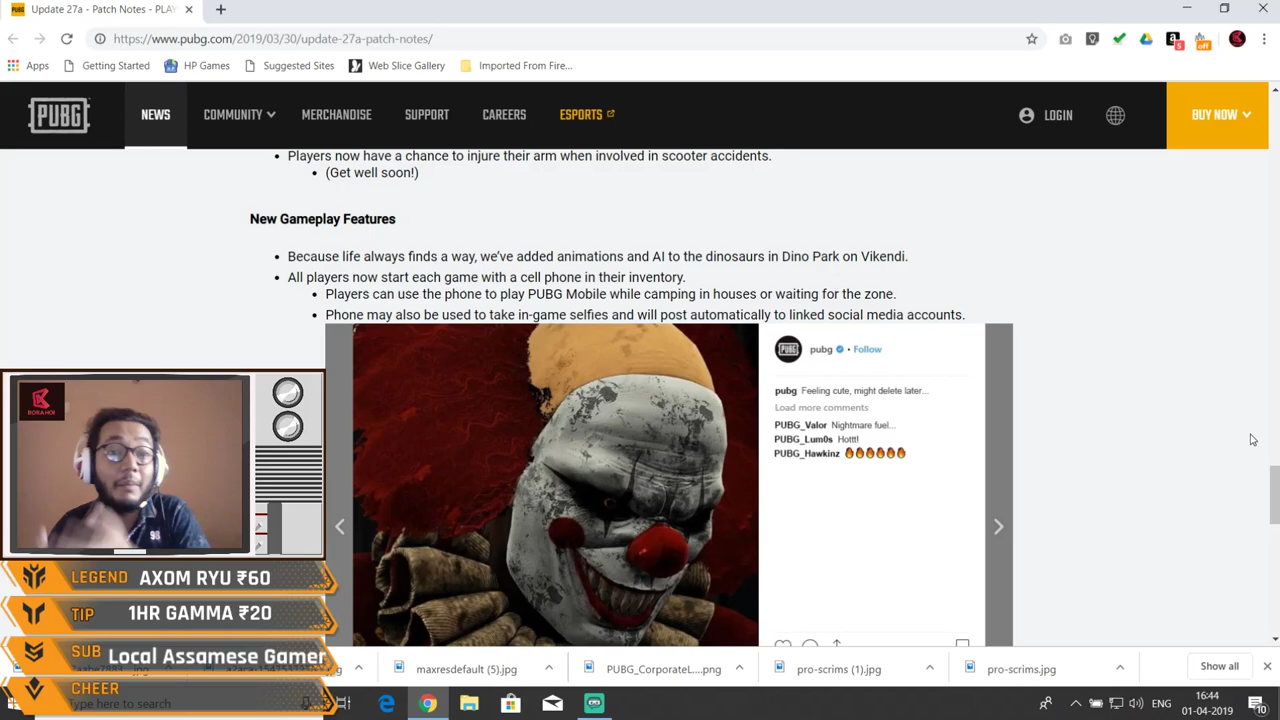 Update 27a - Patch Notes - PLAY
https://www.pubg.com/2019/03/30/update-27a-patch-notes/
5
off
Apps Getting Started HP Games Suggested Sites Web Slice Gallery Imported From Fire...
PUBG NEWS COMMUNITY MERCHANDISE SUPPORT CAREERS ESPORTS LOGIN BUY NOW
Players now have a chance to injure their arm when involved in scooter accidents.
(Get well soon!)
New Gameplay Features
Because life always finds a way, we've added animations and AI to the dinosaurs in Dino Park on Vikendi.
All players now start each game with a cell phone in their inventory.
Players can use the phone to play PUBG Mobile while camping in houses or waiting for the zone.
Phone may also be used to take in-game selfies and will post automatically to linked social media accounts.
pubg • Follow
pubg Feeling cute, might delete later...
Load more comments
PUBG_Valor Nightmare fuel...
PUBG_Lum0s Hottt!
PUBG_Hawkinz 🔥🔥🔥🔥🔥🔥
LEGEND AXOM RYU ₹60
TIP 1HR GAMMA ₹20
SUB Local Assamese Gamer
CHEER
maxresdefault (5).jpg PUBG_CorporateL....png pro-scrims (1).jpg pro-scrims.jpg Show all
Type here to search
ENG
16:44
01-04-2019
10